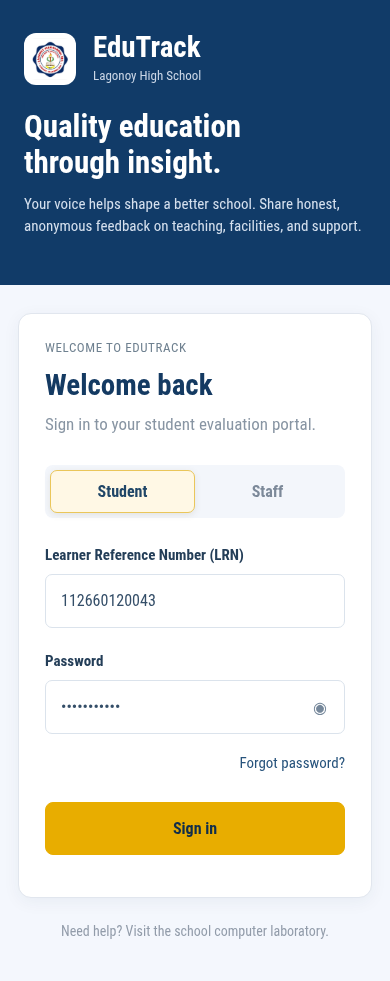 EduTrack
Lagonoy High School
Quality education
through insight.
Your voice helps shape a better school. Share honest,
anonymous feedback on teaching, facilities, and support.
WELCOME TO EDUTRACK
Welcome back
Sign in to your student evaluation portal.
Student
Staff
Learner Reference Number (LRN)
112660120043
Password
•••••••••••
Forgot password?
Sign in
Need help? Visit the school computer laboratory.